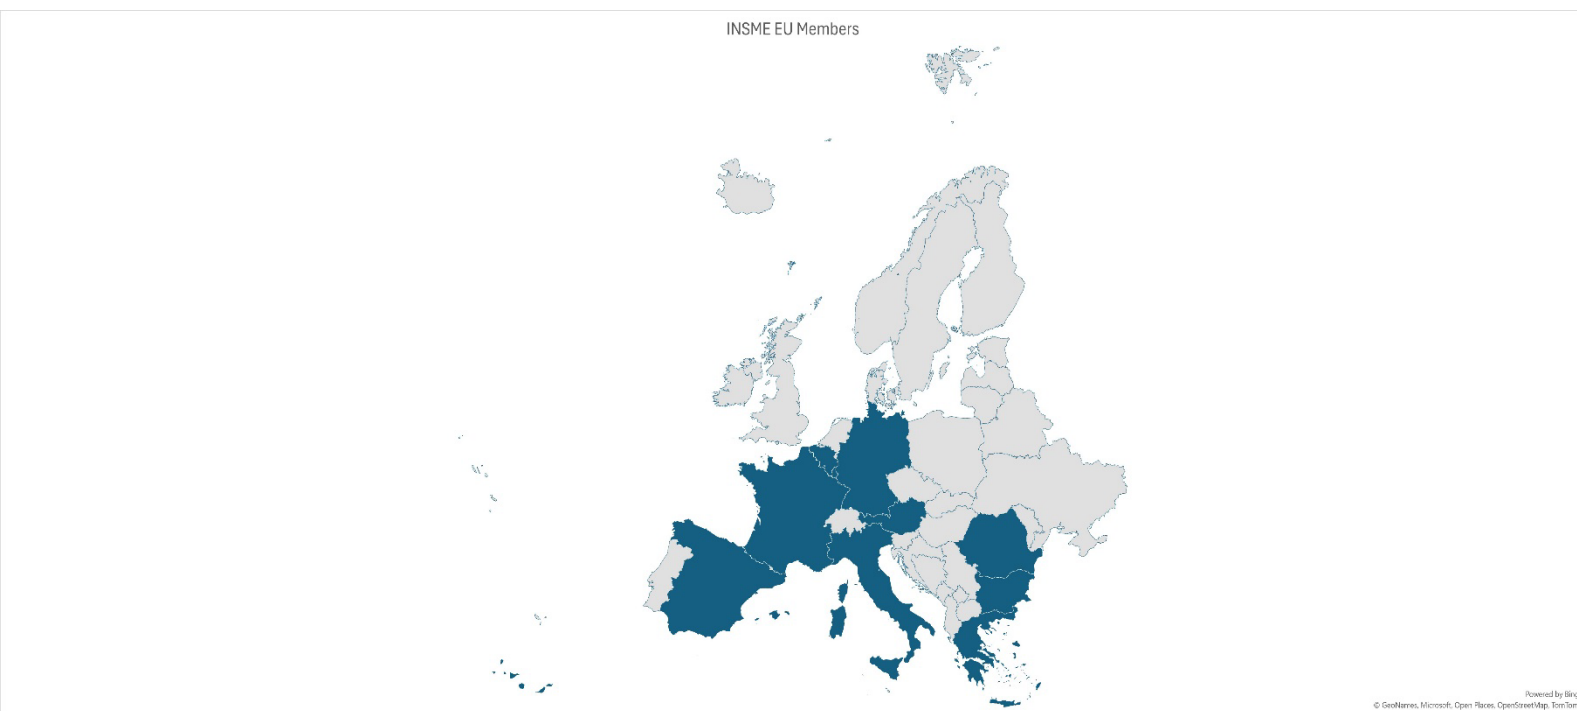 INSME EU Members
Powered by Bing
© GeoNames, Microsoft, Open Places, OpenStreetMap, TomTom